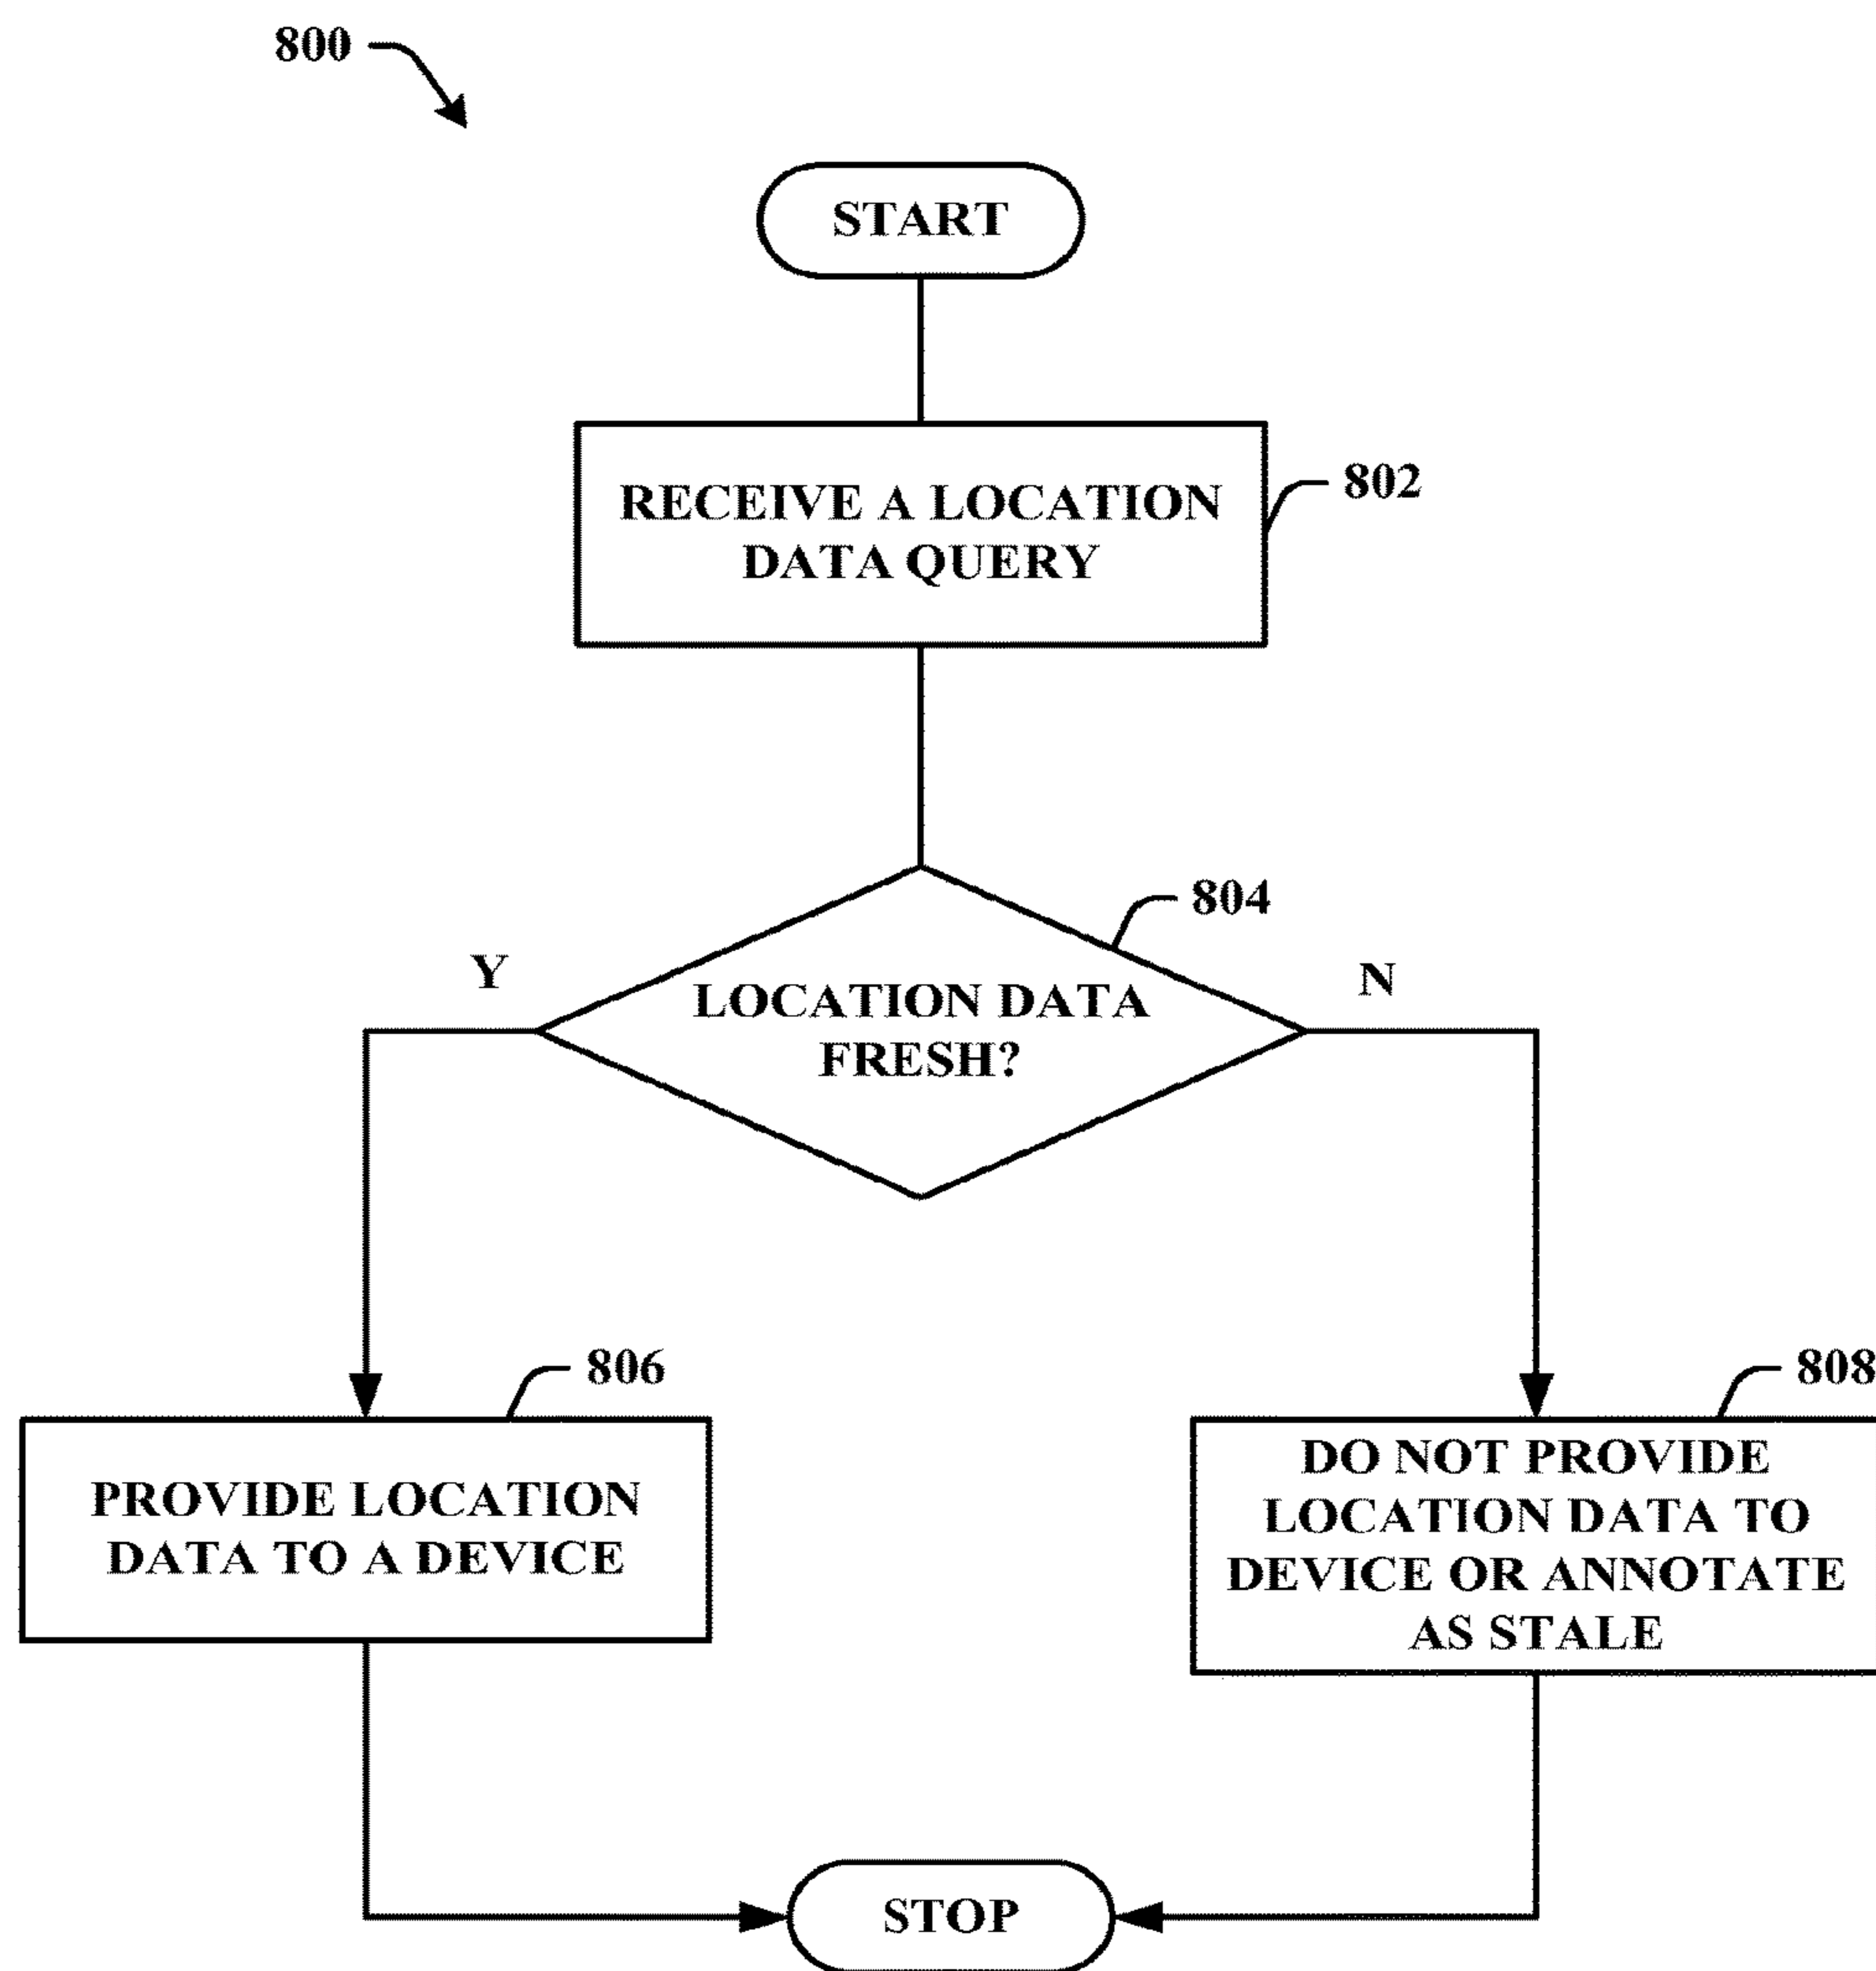 800
START
RECEIVE A LOCATION
DATA QUERY
802
804
Y
N
LOCATION DATA
FRESH?
806
808
PROVIDE LOCATION
DATA TO A DEVICE
DO NOT PROVIDE
LOCATION DATA TO
DEVICE OR ANNOTATE
AS STALE
STOP